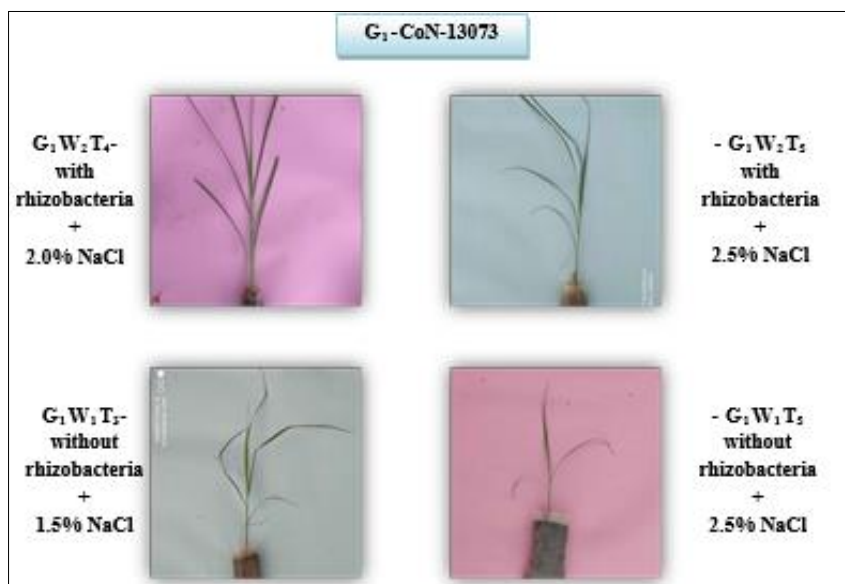 G₁-CoN-13073
G₁W₂T₄-
with
rhizobacteria
+
2.0% NaCl
- G₁W₂T₅
with
rhizobacteria
+
2.5% NaCl
G₁W₁T₃-
without
rhizobacteria
+
1.5% NaCl
- G₁W₁T₅
without
rhizobacteria
+
2.5% NaCl